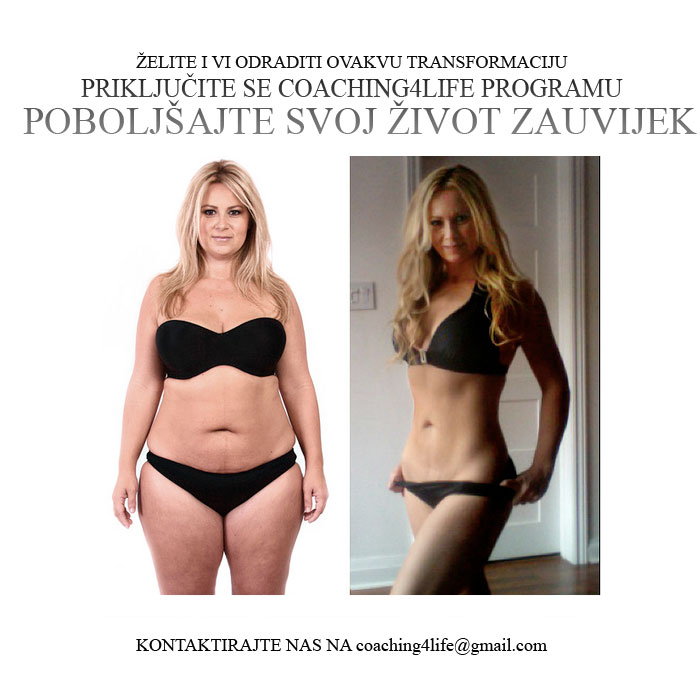 ŽELITE I VI ODRADITI OVAKVU TRANSFORMACIJU
PRIKLJUČITE SE COACHING4LIFE PROGRAMU
POBOLJŠAJTE SVOJ ŽIVOT ZAUVIJEK
KONTAKTIRAJTE NAS NA coaching4life@gmail.com